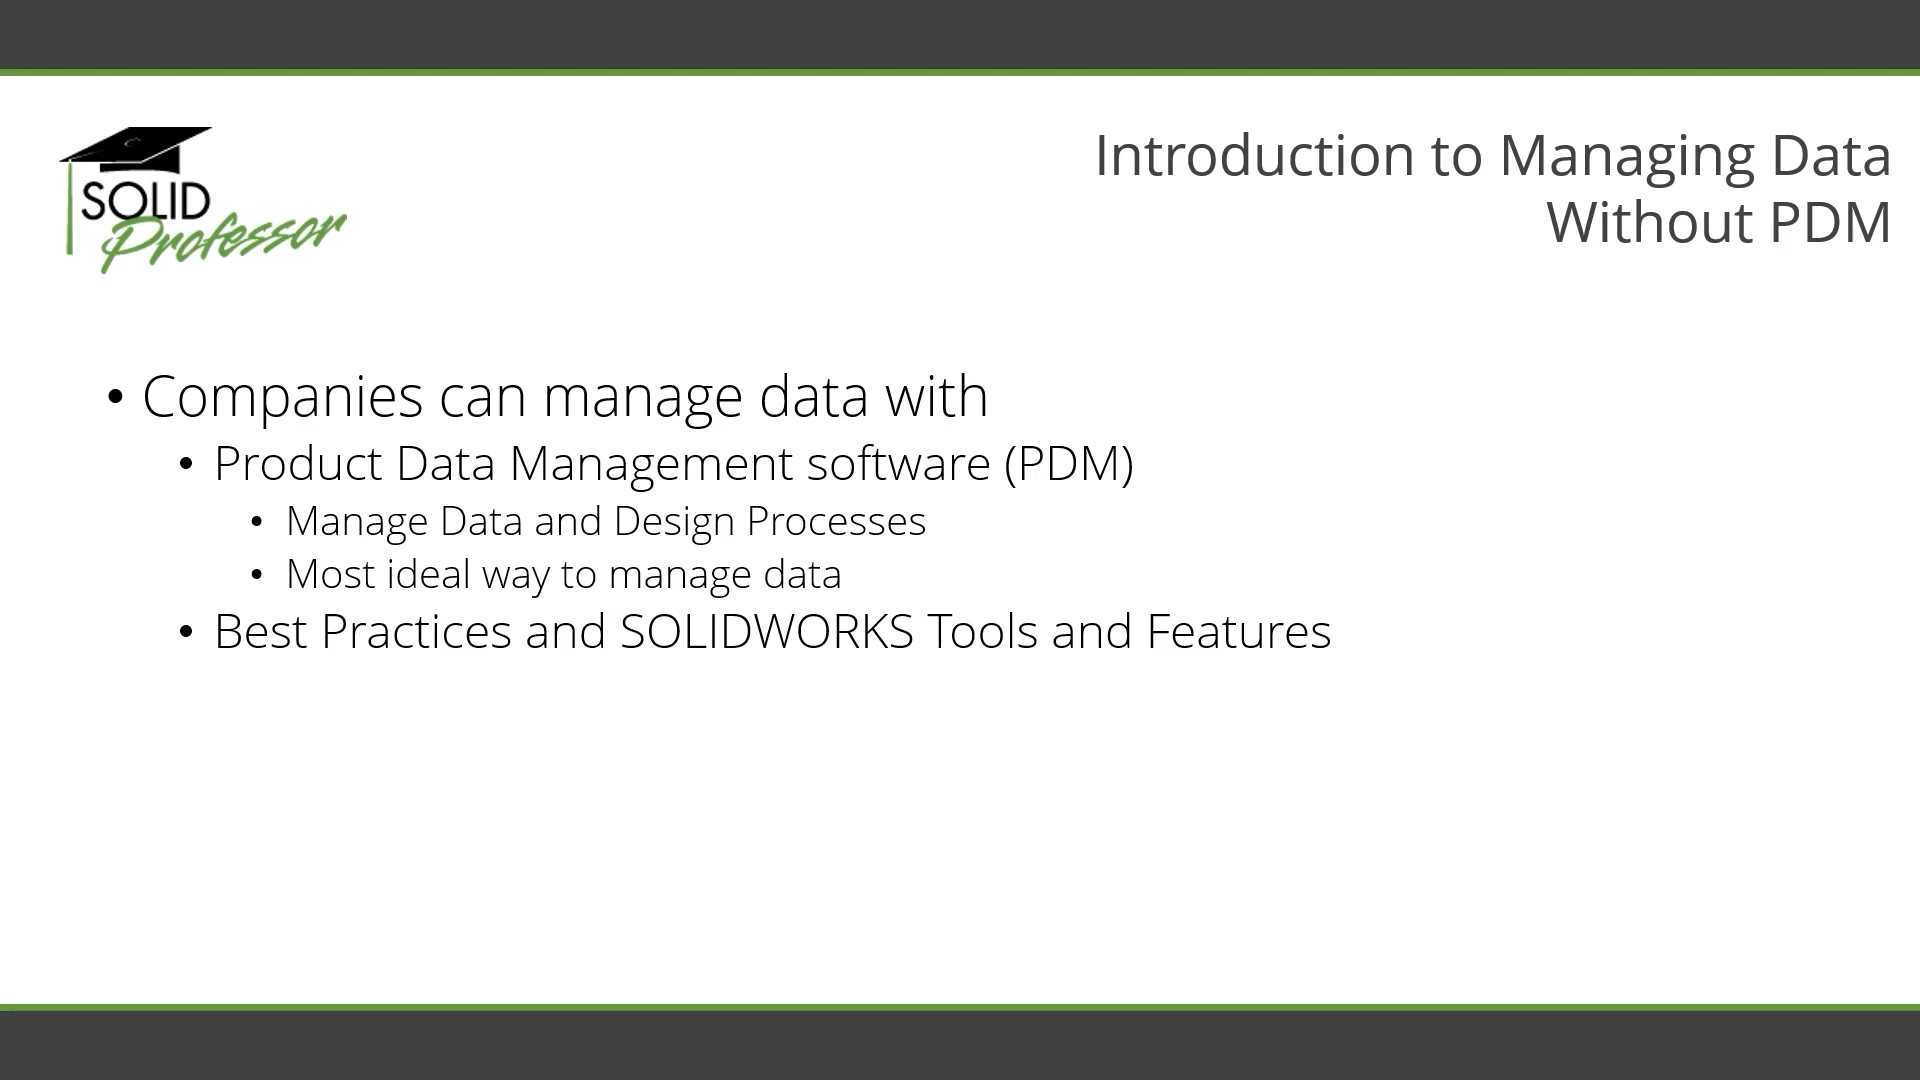 SOLID
Professor
Introduction to Managing Data
Without PDM
• Companies can manage data with
• Product Data Management software (PDM)
• Manage Data and Design Processes
• Most ideal way to manage data
• Best Practices and SOLIDWORKS Tools and Features